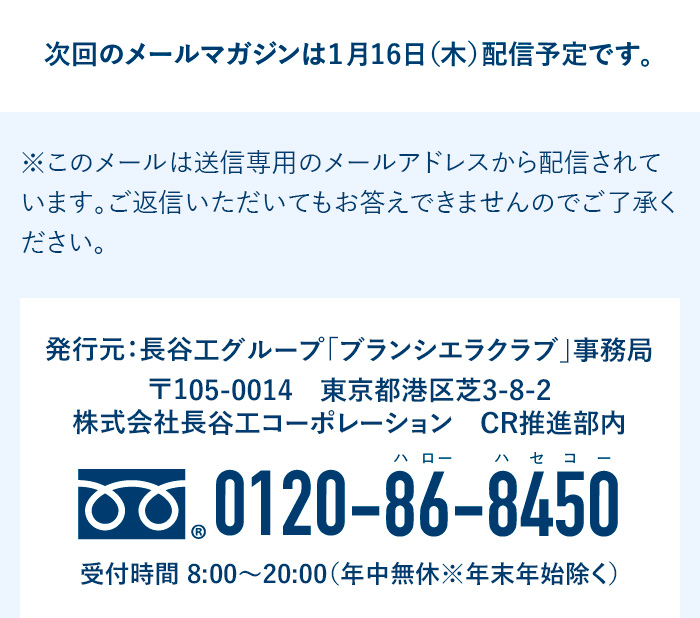 次回のメールマガジンは1月16日（木）配信予定です。
※このメールは送信専用のメールアドレスから配信されて
います。ご返信いただいてもお答えできませんのでご了承く
ださい。
発行元：長谷工グループ「ブランシエラクラブ」事務局
〒105-0014　東京都港区芝3-8-2
株式会社長谷工コーポレーション　CR推進部内
ハ ロー　ハ セ コ ー
® 0120-86-8450
受付時間 8:00～20:00（年中無休※年末年始除く）